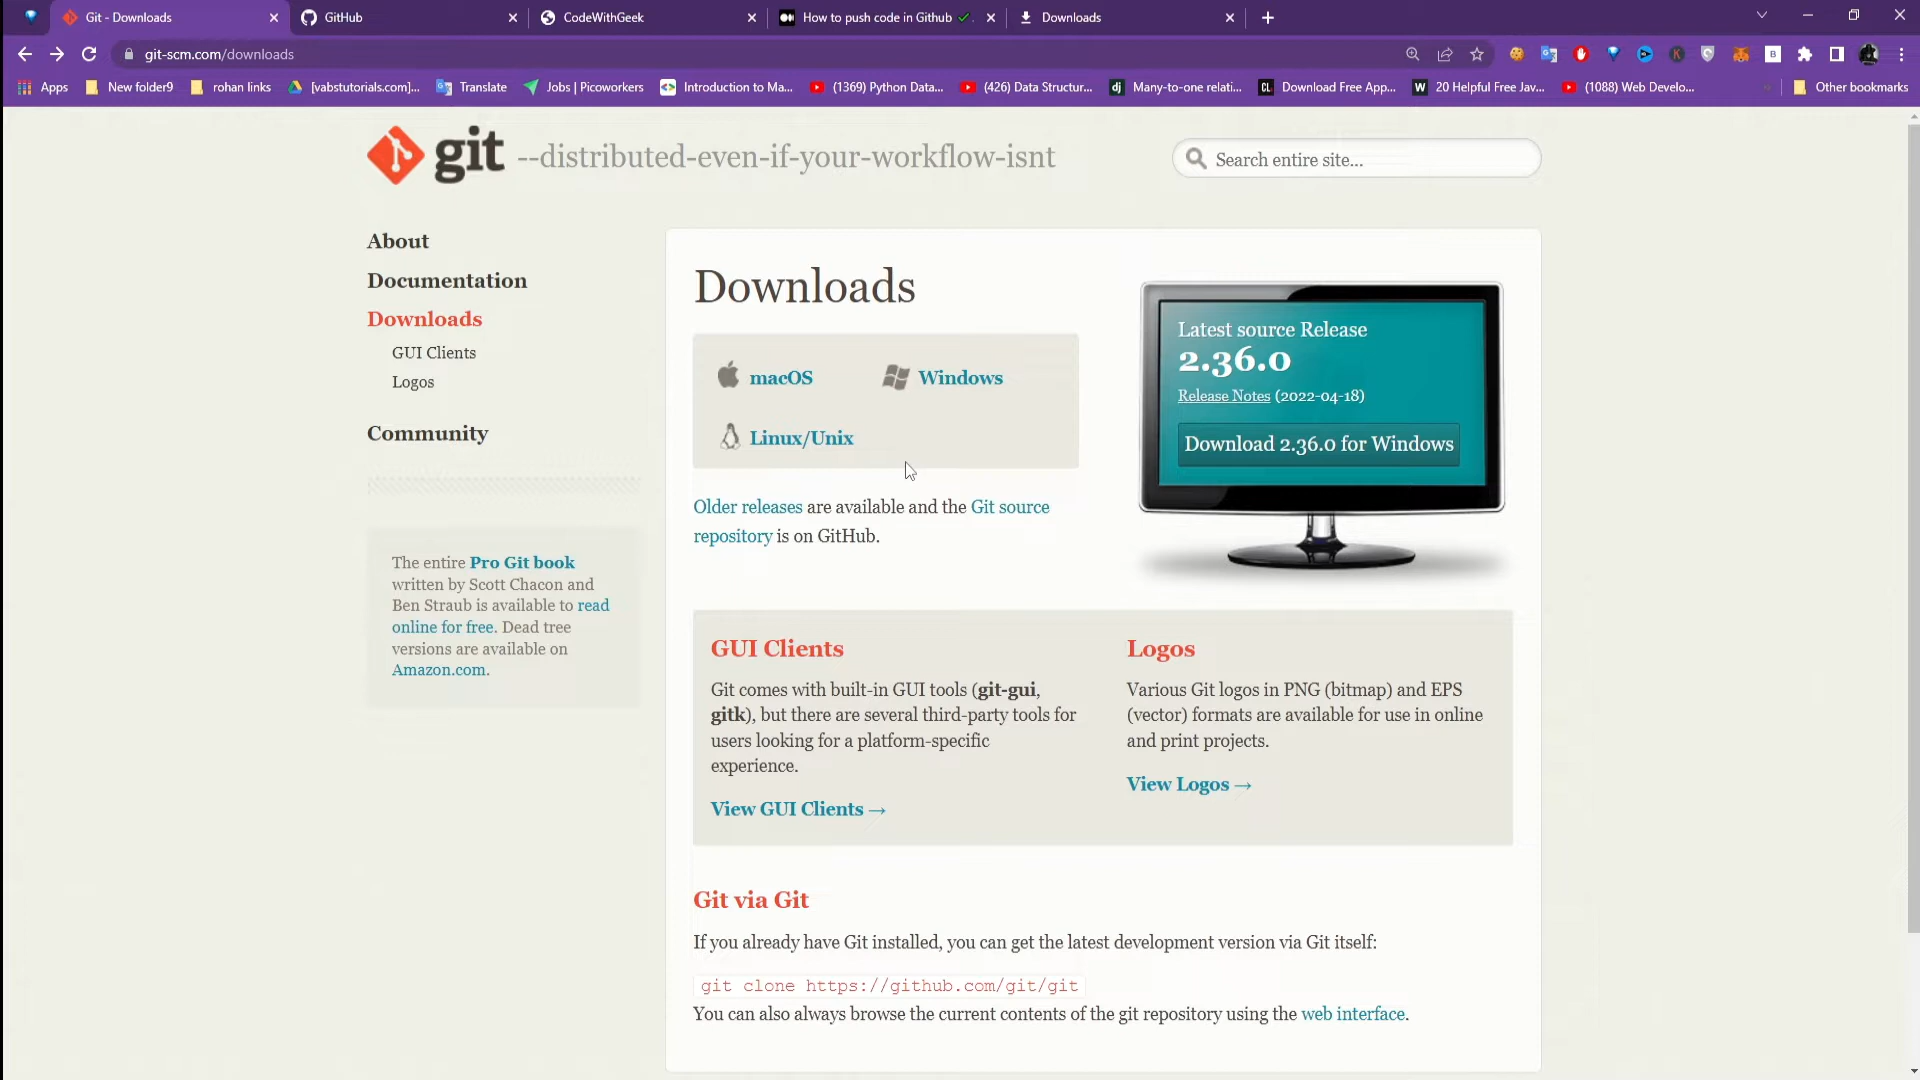 Git - Downloads
GitHub
CodeWithGeek
How to push code in Github
Downloads
git-scm.com/downloads
Apps
New folder9
rohan links
[vabstutorials.com]...
Translate
Jobs | Picoworkers
Introduction to Ma...
(1369) Python Data...
(426) Data Structur...
Many-to-one relati...
Download Free App...
20 Helpful Free Jav...
(1088) Web Develo...
Other bookmarks
git --distributed-even-if-your-workflow-isnt
Search entire site...
About
Documentation
Downloads
GUI Clients
Logos
Community
The entire Pro Git book
written by Scott Chacon and
Ben Straub is available to read
online for free. Dead tree
versions are available on
Amazon.com.
Downloads
macOS
Windows
Linux/Unix
Older releases are available and the Git source
repository is on GitHub.
Latest source Release
2.36.0
Release Notes (2022-04-18)
Download 2.36.0 for Windows
GUI Clients
Git comes with built-in GUI tools (git-gui,
gitk), but there are several third-party tools for
users looking for a platform-specific
experience.
View GUI Clients →
Logos
Various Git logos in PNG (bitmap) and EPS
(vector) formats are available for use in online
and print projects.
View Logos →
Git via Git
If you already have Git installed, you can get the latest development version via Git itself:
git clone https://github.com/git/git
You can also always browse the current contents of the git repository using the web interface.